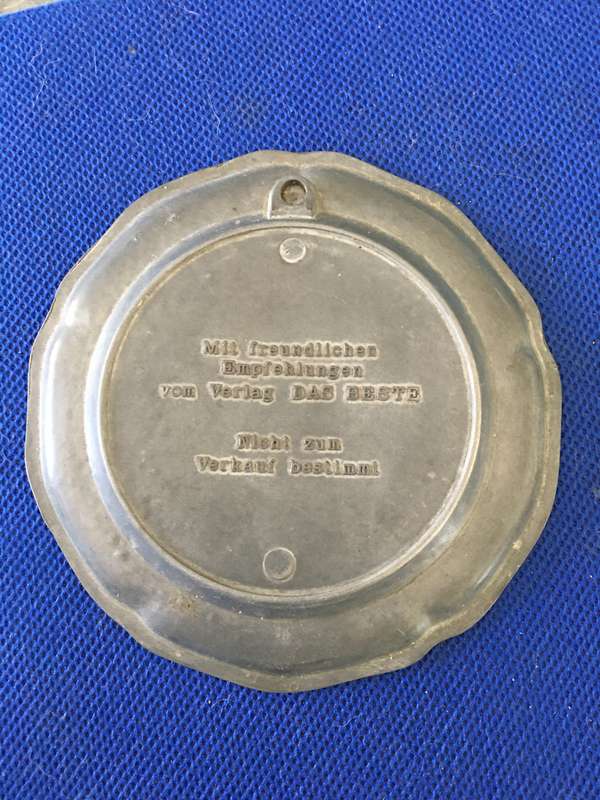 Mit freundlichen
Empfehlungen
vom Verlag DAS BESTE
Nicht zum
Verkauf bestimmt